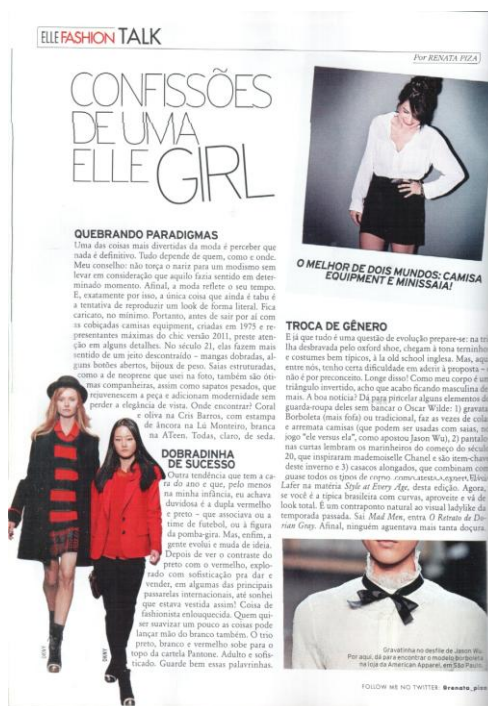 ELLE FASHION TALK
Por RENATA PIZA
CONFISSÕES
DE UMA
ELLE GIRL
QUEBRANDO PARADIGMAS
Uma das coisas mais divertidas da moda é perceber que
nada é definitivo. Tudo depende de quem, como e onde.
Meu conselho: não torça o nariz para um modismo sem
levar em consideração que aquilo fazia sentido em deter-
minado momento. Afinal, a moda reflete o seu tempo.
E, exatamente por isso, a única coisa que ainda é tabu é
a tentativa de reproduzir um look de forma literal. Fica
caricato, no mínimo. Portanto, antes de sair por aí com
as cobiçadas camisas equipment, criadas em 1975 e re-
presentantes máximas do chic versão 2011, preste aten-
ção em alguns detalhes. No século 21, elas fazem mais
sentido de um jeito descontraído – mangas dobradas, al-
guns botões abertos, bijoux de peso. Saias estruturadas,
como a de neoprene que usei na foto, também são óti-
mas companheiras, assim como sapatos pesados, que
rejuvenescem a peça e adicionam modernidade sem
perder a elegância de vista. Onde encontrar? Coral
e oliva na Cris Barros, com estampa
de âncora na Lú Monteiro, branca
na ATeen. Todas, claro, de seda.
DOBRADINHA
DE SUCESSO
Outra tendência que tem a ca-
ra do ano e que, pelo menos
na minha infância, eu achava
duvidosa é a dupla vermelho
e preto – que associava ou a
time de futebol, ou à figura
da pomba-gira. Mas, enfim, a
gente evolui e muda de ideia.
Depois de ver o contraste do
preto com o vermelho, explo-
rado com sofisticação pra dar e
vender, em algumas das principais
passarelas internacionais, até sonhei
que estava vestida assim! Coisa de
fashionista enlouquecida. Quem qui-
ser suavizar um pouco as coisas pode
lançar mão do branco também. O trio
preto, branco e vermelho sobe para o
topo da cartela Pantone. Adulto e sofis-
ticado. Guarde bem essas palavrinhas.
DKNY
DKNY
O MELHOR DE DOIS MUNDOS: CAMISA
EQUIPMENT E MINISSAIA!
TROCA DE GÊNERO
E já que tudo é uma questão de evolução prepare-se: na tri
lha desbravada pelo oxford shoe, chegam à tona terninho
e costumes bem típicos, à la old school inglesa. Mas, aqu
entre nós, tenho certa dificuldade em aderir à proposta –
não é por preconceito. Longe disso! Como meu corpo é um
triângulo invertido, acho que acabo ficando masculina de
mais. A boa notícia! Dá para pincelar alguns elementos d
guarda-roupa deles sem bancar o Oscar Wilde: 1) gravata
Borboleta (mais fofa) ou tradicional, faz as vezes de cola
e arremata camisas (que podem ser usadas com saias, no
jogo "ele versus ela", como apostou Jason Wu), 2) pantalo
nas curtas lembram os marinheiros do começo do sécul
20, que inspiraram mademoiselle Chanel e são item-chav
deste inverno e 3) casacos alongados, que combinam com
quase todos os tipos de corpo,
Lafer na matéria Style at Every Age, desta edição. Agora,
se você é a típica brasileira com curvas, aproveite e vá de
look total. É um contraponto natural ao visual ladylike da
temporada passada. Sai Mad Men, entra O Retrato de Do-
rian Gray. Afinal, ninguém aguentava mais tanta doçura.
Gravatinha no desfile de Jason Wu.
Por aqui, dá para encontrar o modelo borboleta
na loja da American Apparel, em São Paulo
FOLLOW ME NO TWITTER: @renata_piza